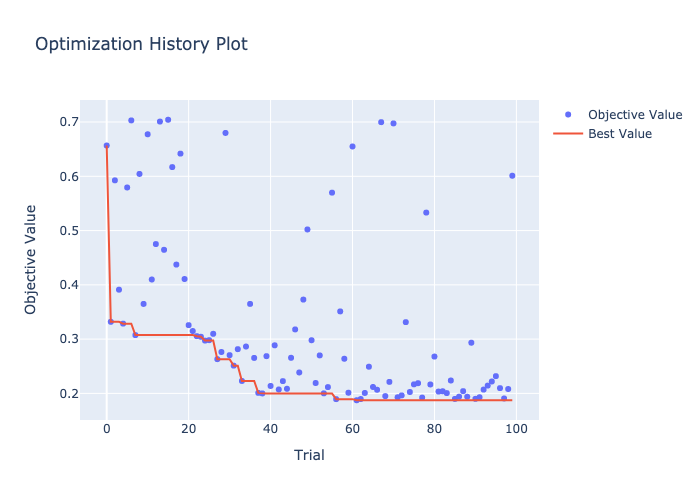 Optimization History Plot
Objective Value
Best Value
0.7
0.6
0.5
0.4
0.3
0.2
Objective Value
0
20
40
60
80
100
Trial